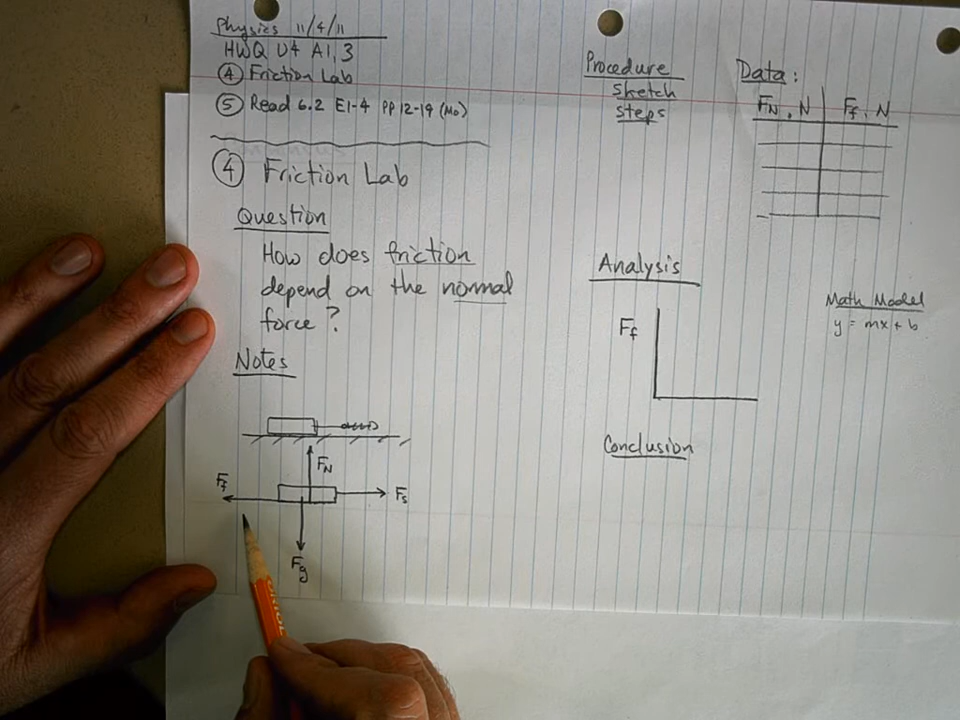 Physics 11/4/11
HWQ U4 A1,3
④ Friction Lab
⑤ Read 6.2 E1-4 pp 12-19 (Mo)
④ Friction Lab
Question
How does friction
depend on the normal
force?
Notes
FN
Ff
Fs
Fg
Procedure
sketch
steps
Data:
FN, N Ff, N
Analysis
Ff
Math Model
y = mx + b
Conclusion